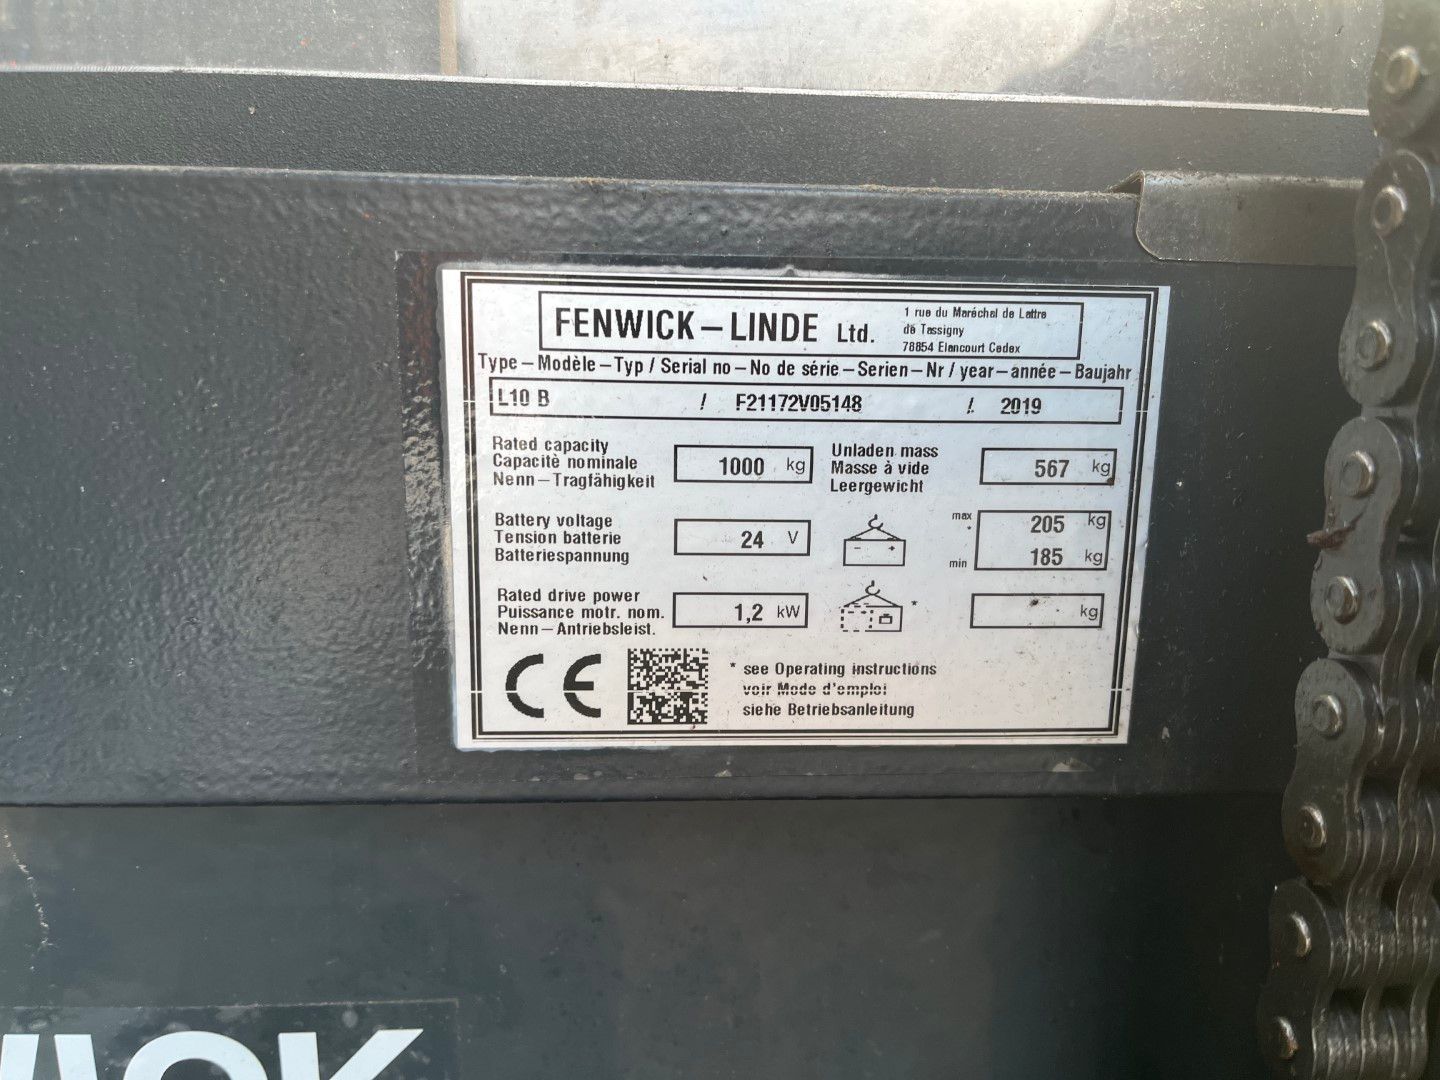 FENWICK – LINDE Ltd.
1 rue du Maréchal de Lattre
de Tassigny
78854 Elancourt Cedex
Type – Modèle – Typ / Serial no – No de série – Serien – Nr / year – année – Baujahr
L10 B / F21172V05148 / 2019
Rated capacity
Capacité nominale
Nenn – Tragfähigkeit
1000 kg
Unladen mass
Masse à vide
Leergewicht
567 kg
Battery voltage
Tension batterie
Batteriespannung
24 V
max
*
205 kg
min
185 kg
Rated drive power
Puissance motr. nom.
Nenn – Antriebsleist.
1,2 kW
*
kg
CE
* see Operating instructions
voir Mode d'emploi
siehe Betriebsanleitung